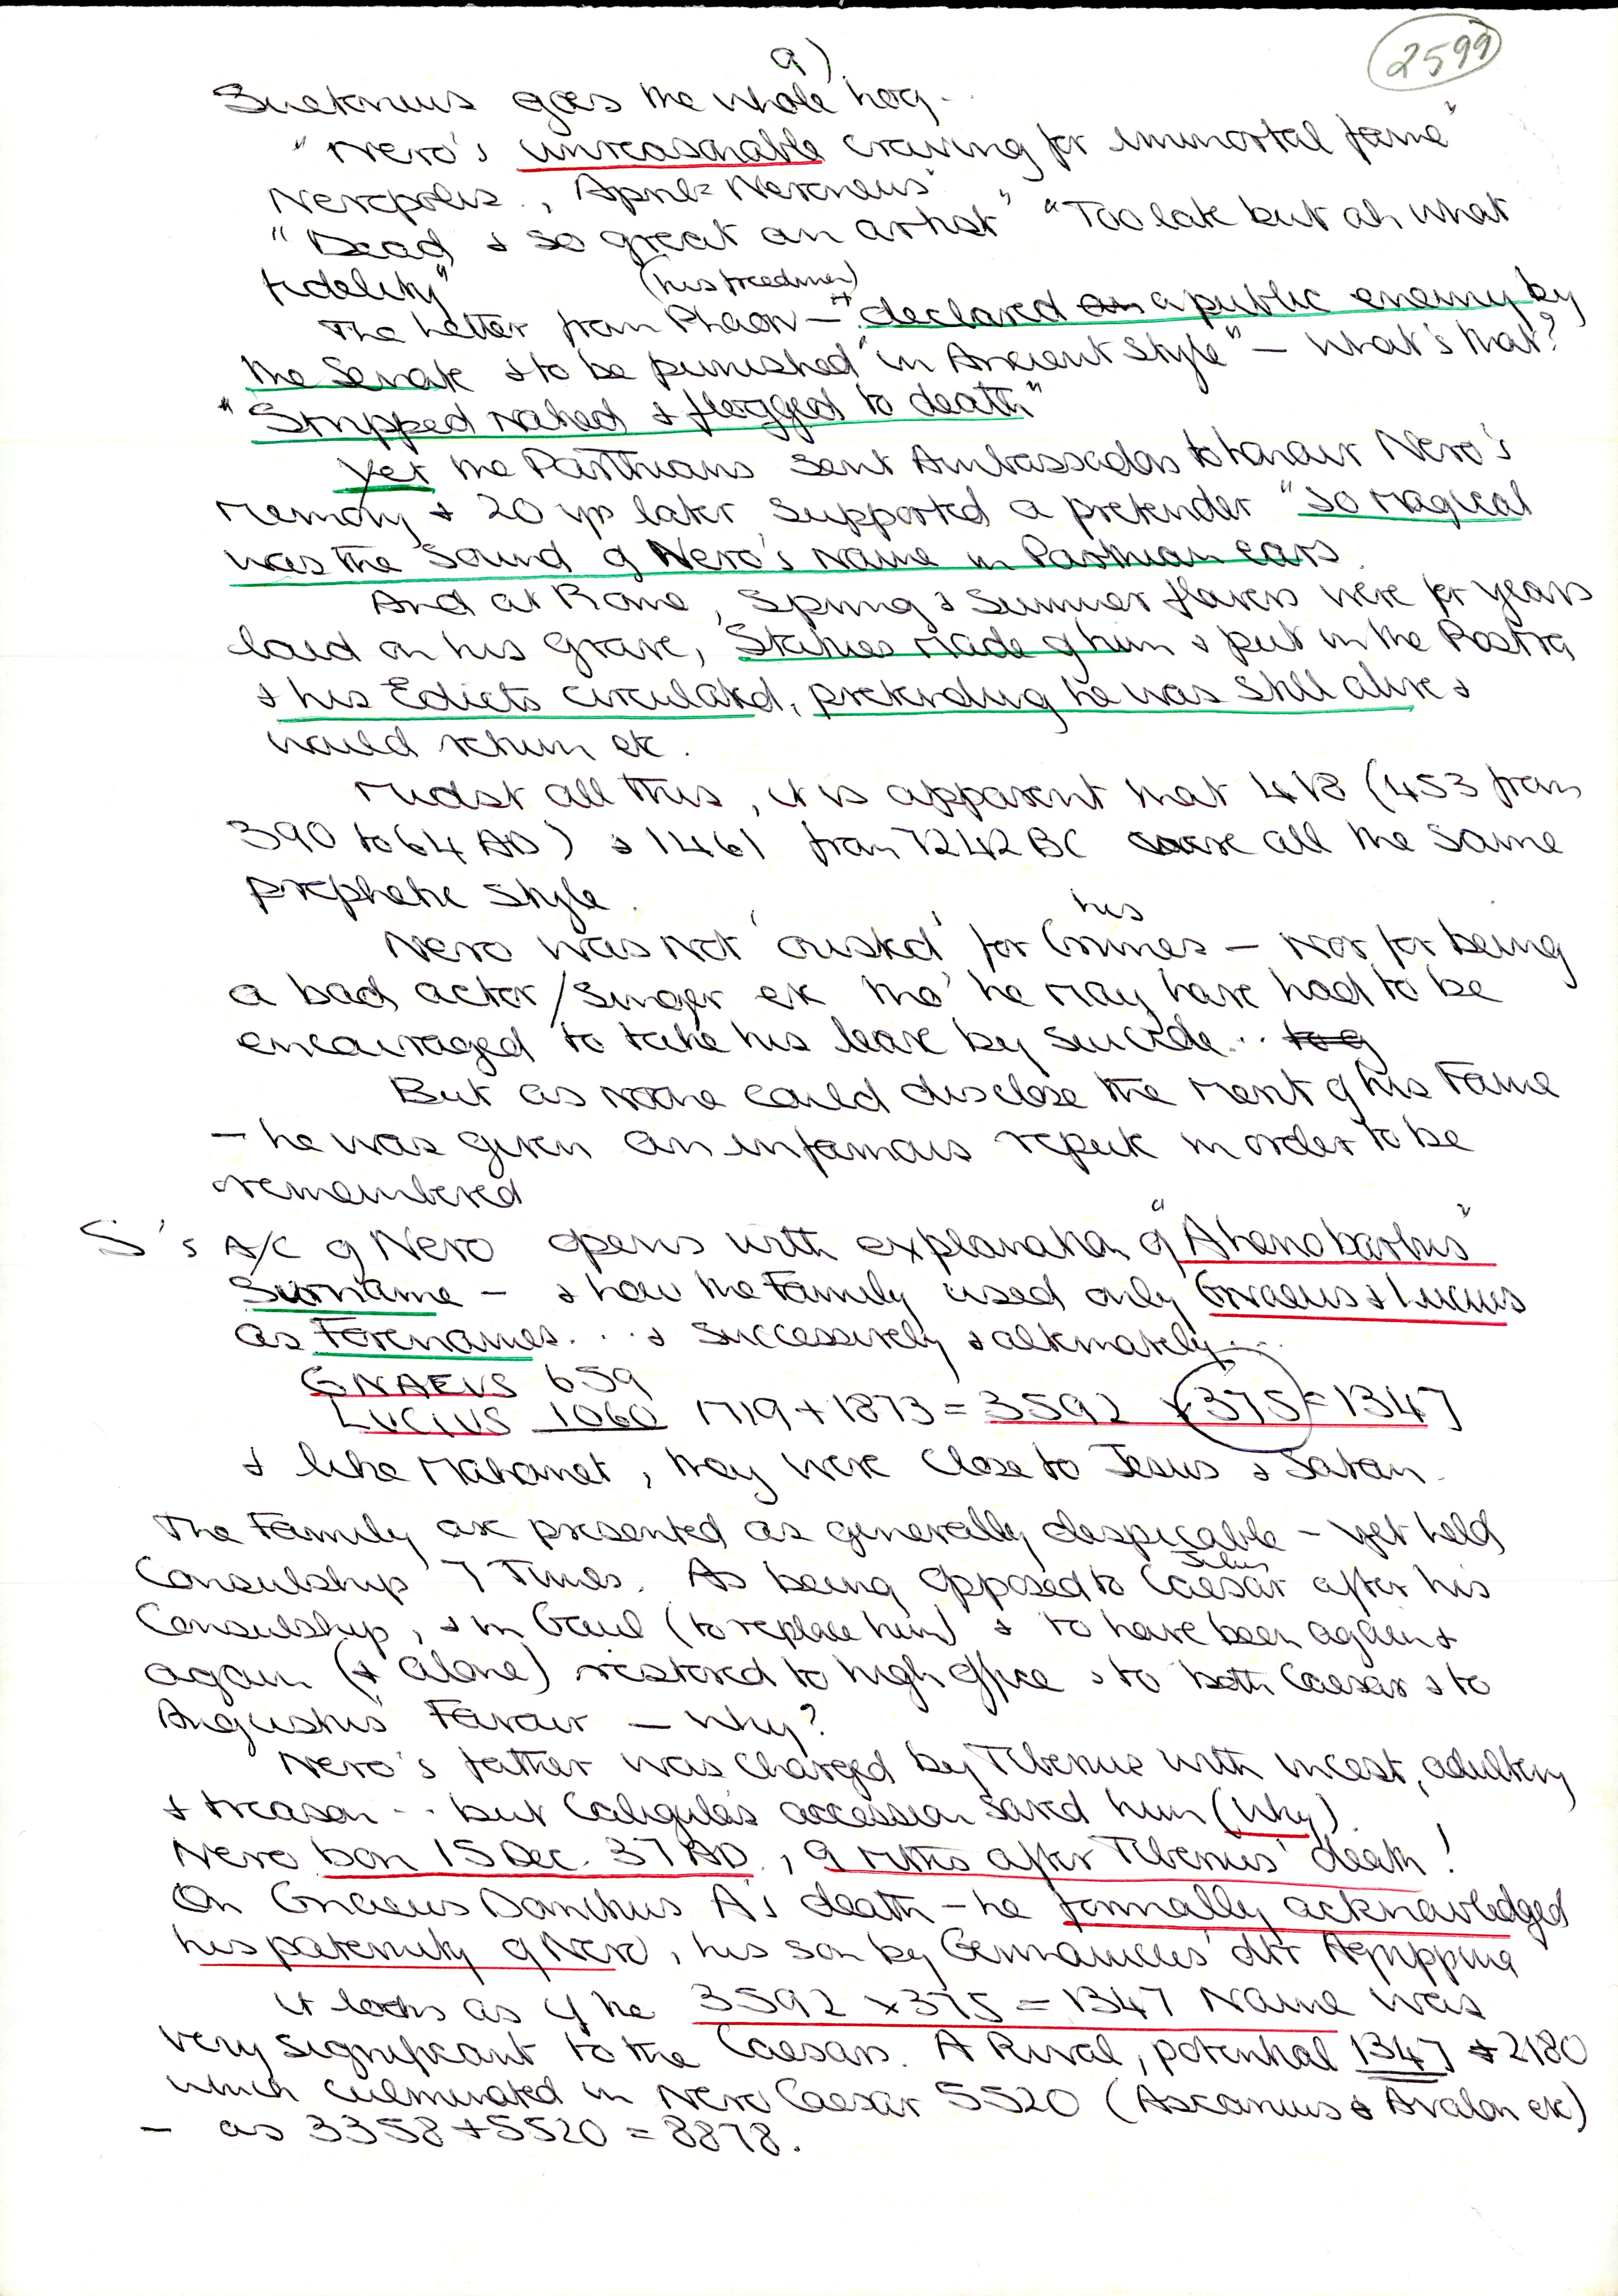 2599
9)
Suetonius goes the whole hog..
"Nero's unreasonable craving for immortal fame"
Neropolis., April = Neroneus"
"Dead & so great an artist" "Too late but ah what
fidelity"
(his freedman)
The letter from Phaon – "declared a public enemy by
the Senate & to be punished "in Ancient Style" – What's that?
"Stripped naked & flogged to death"
Yet the Parthians sent Ambassadors to honour Nero's
Memory & 20 yrs later supported a pretender "So Magical
was the Sound of Nero's Name in Parthian ears.
And at Rome, Spring & Summer flowers were for years
laid on his Grave, Statues Made of him & put in the Rostra
& his Edicts circulated, pretending he was still alive &
would return etc.
Midst all this, it is apparent that 418 (453 from
390 to 64 AD) & 1461 from 7242 BC are all the same
prophetic style.
his
Nero was Not 'ousted' for Crimes – Nor for being
a bad actor/singer etc tho' he May have had to be
encouraged to take his leave by suicide..
But as Noone could disclose the Merit of his Fame
– he was given an infamous repute in order to be
remembered
S's A/C of Nero opens with explanation of "Ahenobarbus"
Surname – & how the Family used only Gnaeus & Lucius
as Forenames... & successively & alternately....
GNAEUS 659
LUCIUS 1060 1719 + 1873 = 3592 x 375 = 1347
& like Mahomet, they were close to Jesus & Satan.
The Family are presented as generally despicable – yet held
Consulship 7 Times. As being opposed to Julius Caesar after his
Consulship, & in Gaul (to replace him) & to have been again &
again (& alone) restored to high office & to both Caesar & to
Augustus' Favour – Why?
Nero's father was charged by Tiberius with incest, adultery
& treason .. but Caligula's accession saved him (Why)
Nero born 15 Dec. 37 AD., 9 Mths after Tiberius' death!
On Gnaeus Domitius A's death – he formally acknowledged
his paternity of Nero, his son by Germanicus' dtr Agrippina
it looks as if the 3592 x 375 = 1347 Name was
very significant to the Caesars. A Rival, potential 1347 & 2180
which culminated in Nero Caesar 5520 (Ascanius & Avalon etc)
– as 3358 + 5520 = 8878.